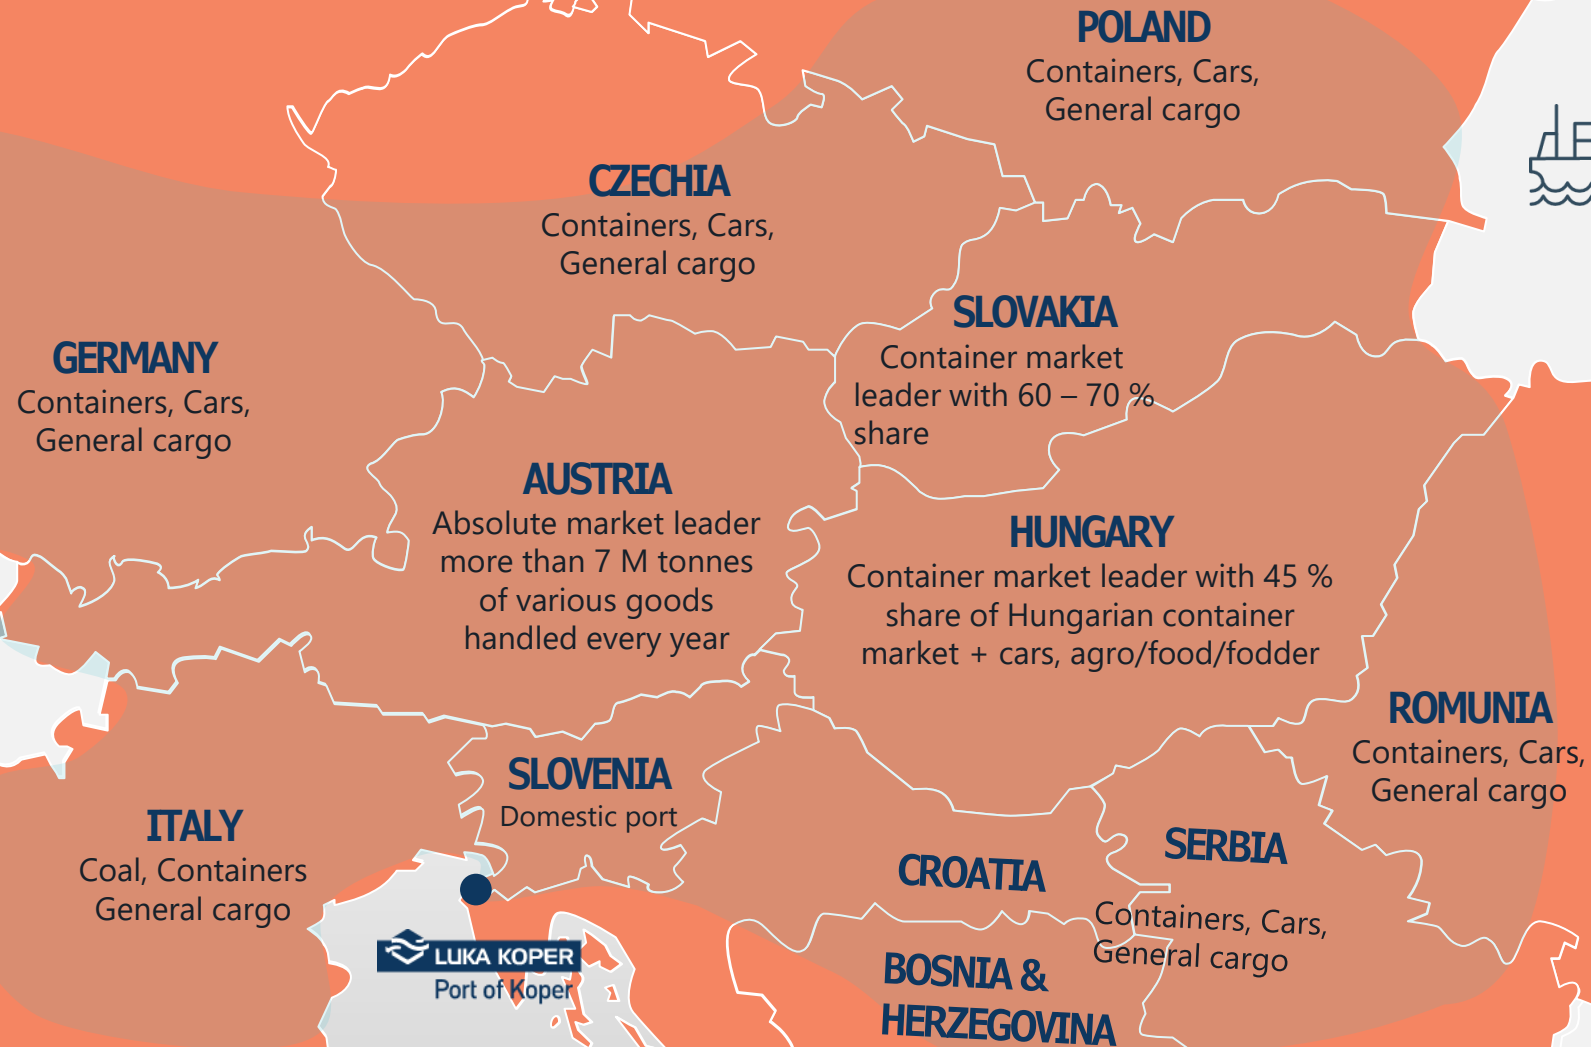 POLAND
Containers, Cars,
General cargo
CZECHIA
Containers, Cars,
General cargo
SLOVAKIA
Container market
leader with 60 – 70 %
share
GERMANY
Containers, Cars,
General cargo
AUSTRIA
Absolute market leader
more than 7 M tonnes
of various goods
handled every year
HUNGARY
Container market leader with 45 %
share of Hungarian container
market + cars, agro/food/fodder
ROMUNIA
Containers, Cars,
General cargo
SLOVENIA
Domestic port
ITALY
Coal, Containers
General cargo
CROATIA
SERBIA
Containers, Cars,
General cargo
LUKA KOPER
Port of Koper
BOSNIA &
HERZEGOVINA